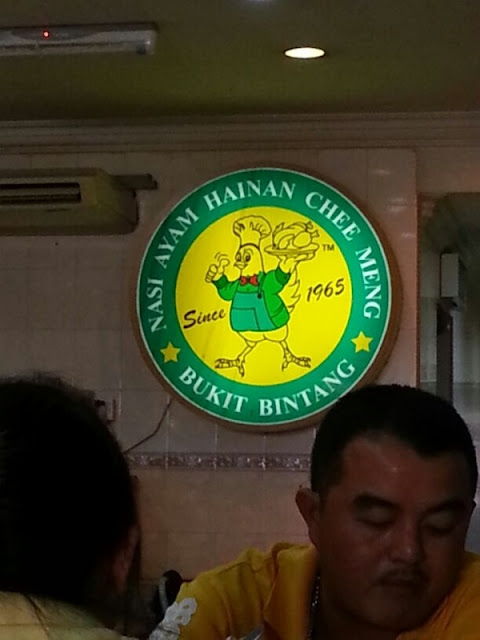 NASI AYAM HAINAN CHEE MENG
TM
Since 1965
BUKIT BINTANG